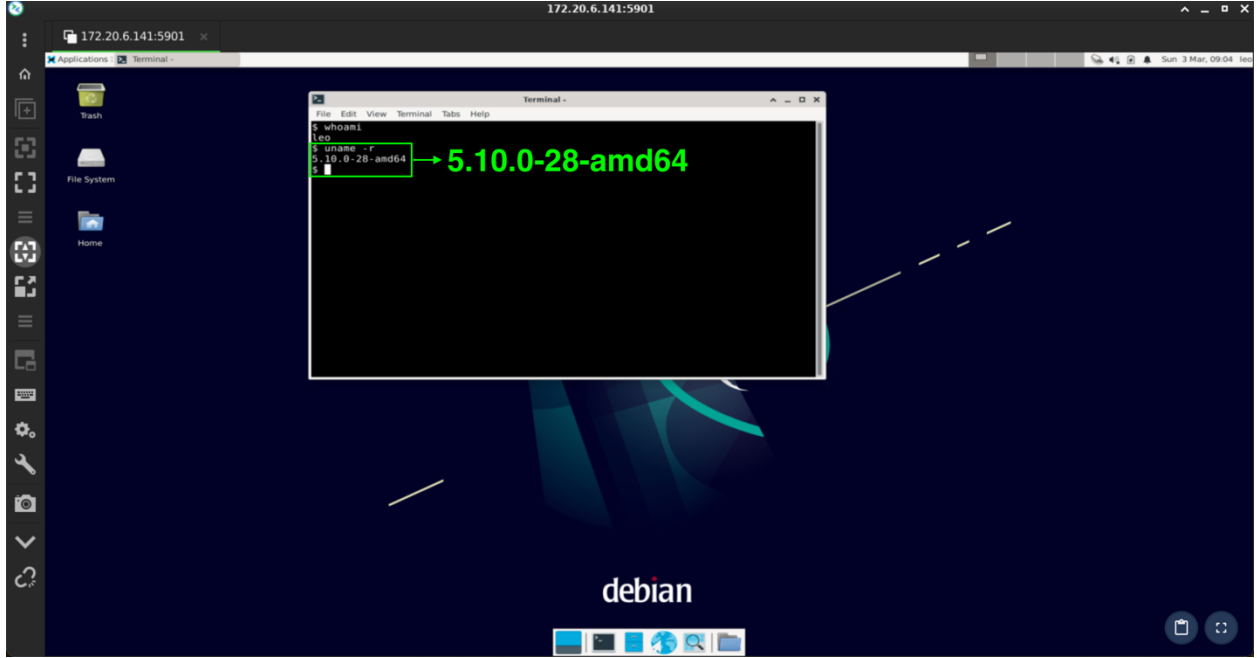 172.20.6.141:5901
172.20.6.141:5901
Applications Terminal - Sun 3 Mar, 09:04 leo
Trash
File System
Home
Terminal -
File Edit View Terminal Tabs Help
$ whoami
leo
$ uname -r
5.10.0-28-amd64
$
5.10.0-28-amd64
debian